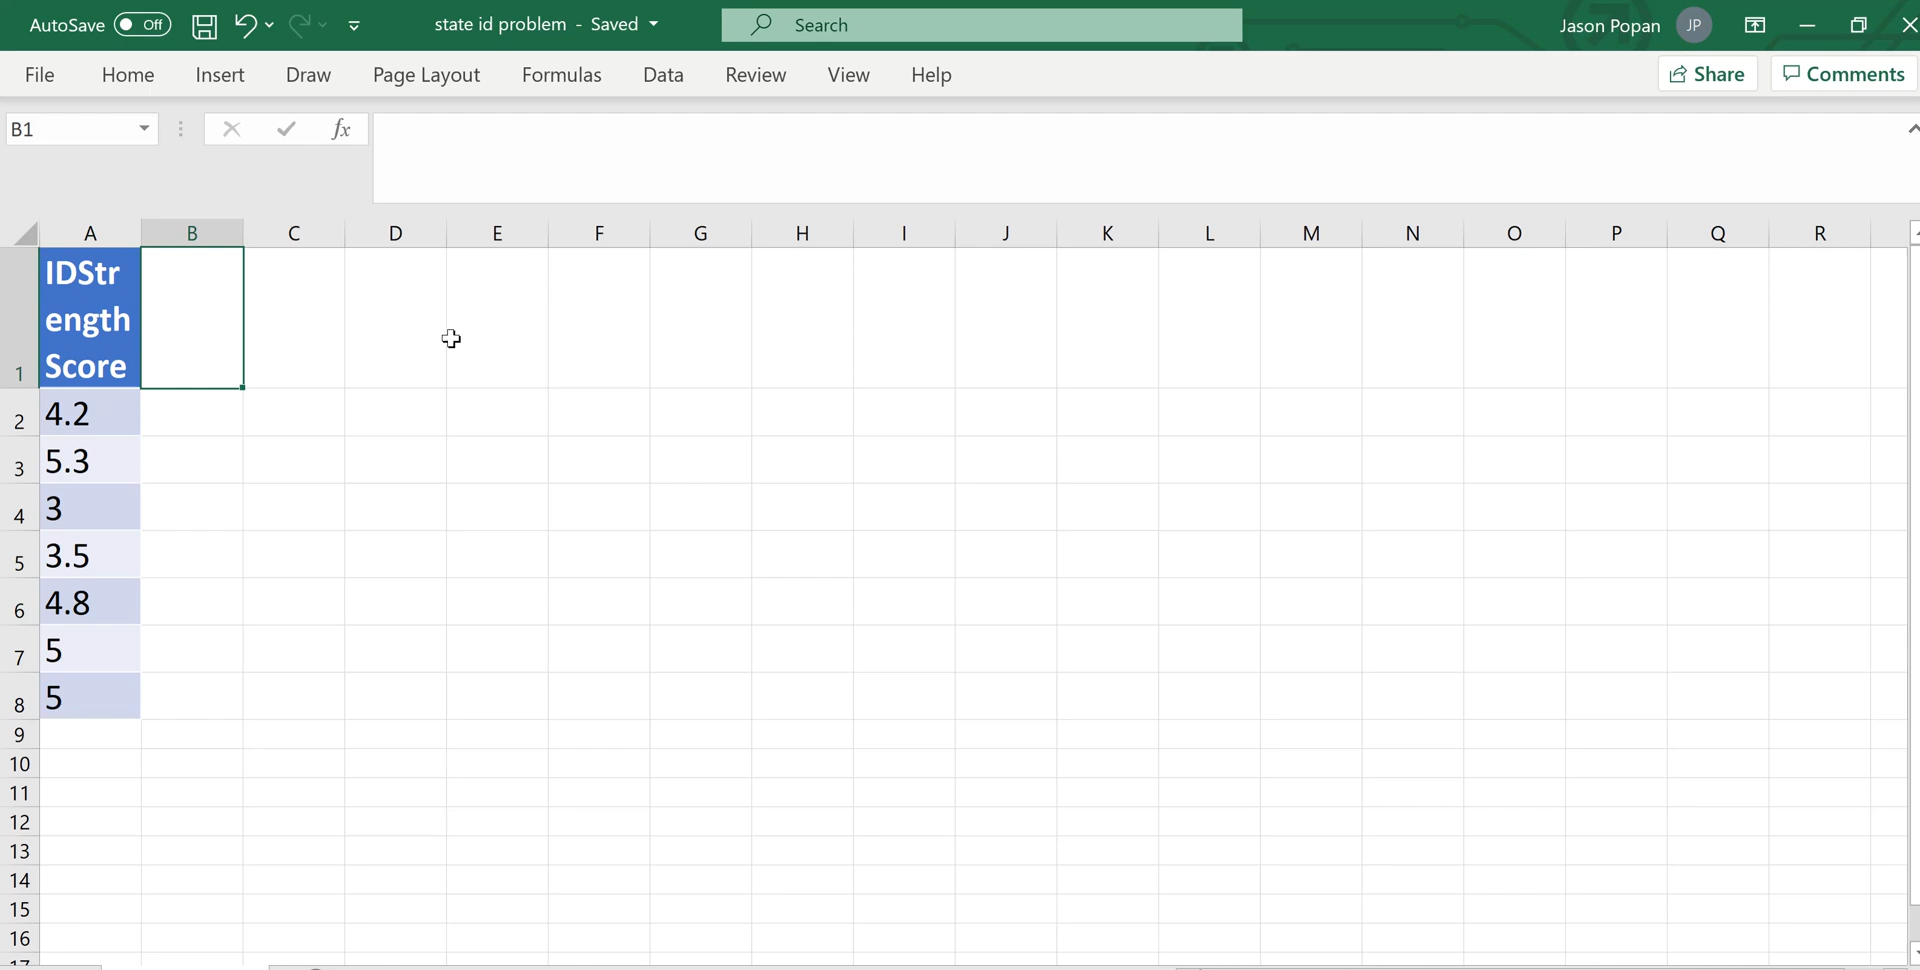 AutoSave Off state id problem - Saved Search Jason Popan JP
File Home Insert Draw Page Layout Formulas Data Review View Help Share Comments
B1 fx
A B C D E F G H I J K L M N O P Q R
IDStr
ength
1 Score
2 4.2
3 5.3
4 3
5 3.5
6 4.8
7 5
8 5
9
10
11
12
13
14
15
16
17